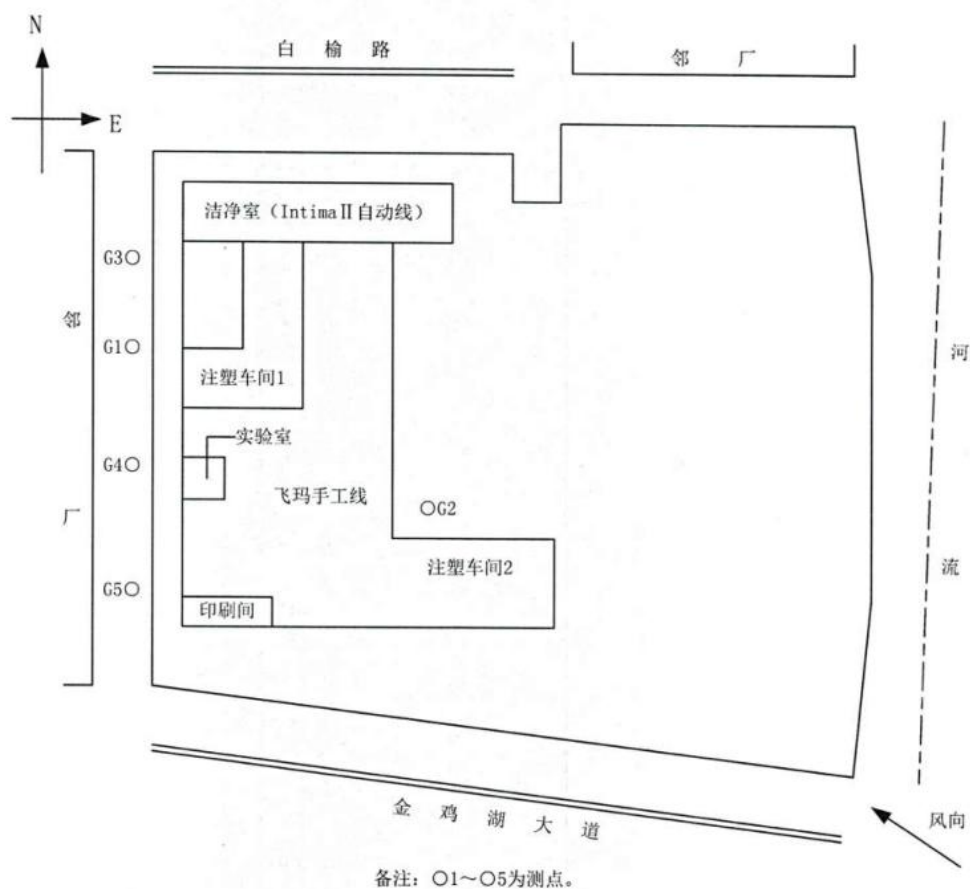 N
白榆路
邻厂
E
洁净室（IntimaⅡ自动线）
G3○
邻厂
河流
G1○
注塑车间1
实验室
G4○
飞玛手工线
○G2
注塑车间2
G5○
印刷间
金鸡湖大道
风向
备注：○1～○5为测点。